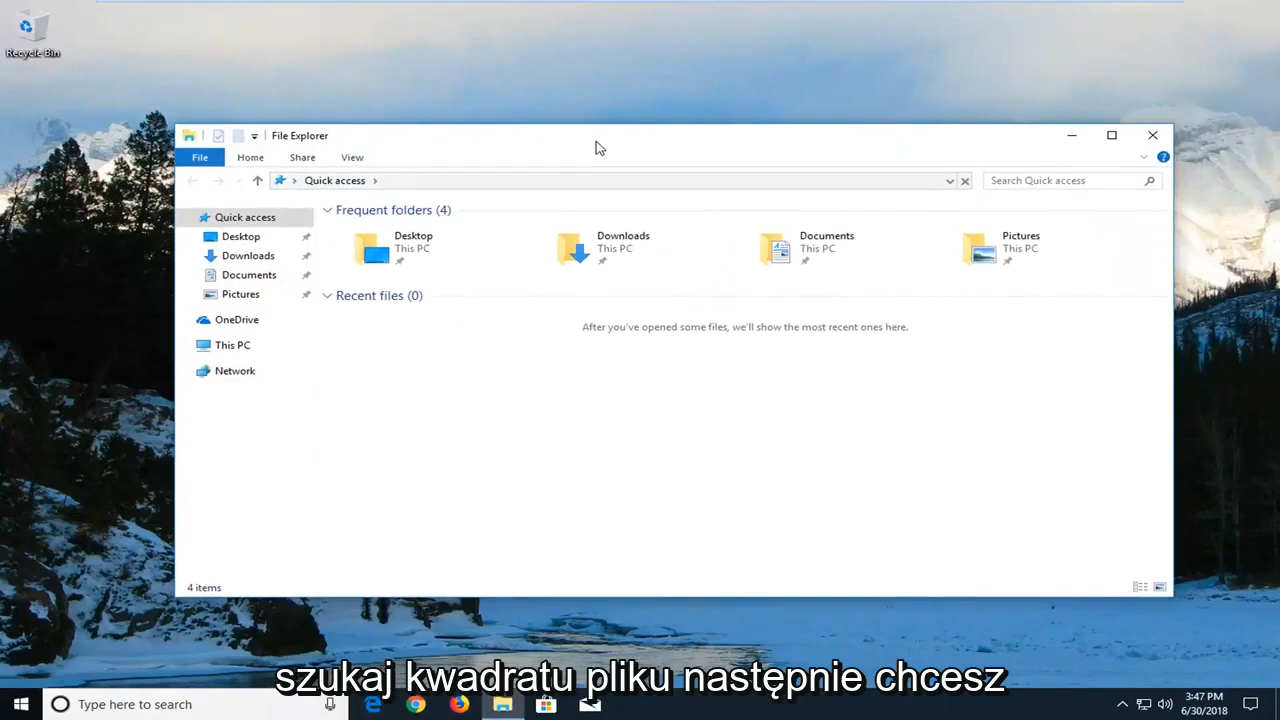 Recycle Bin
File Explorer
File Home Share View
Quick access
Search Quick access
Quick access
Desktop
Downloads
Documents
Pictures
OneDrive
This PC
Network
Frequent folders (4)
Desktop
This PC
Downloads
This PC
Documents
This PC
Pictures
This PC
Recent files (0)
After you've opened some files, we'll show the most recent ones here.
4 items
szukaj kwadratu pliku następnie chcesz
Type here to search
3:47 PM
6/30/2018